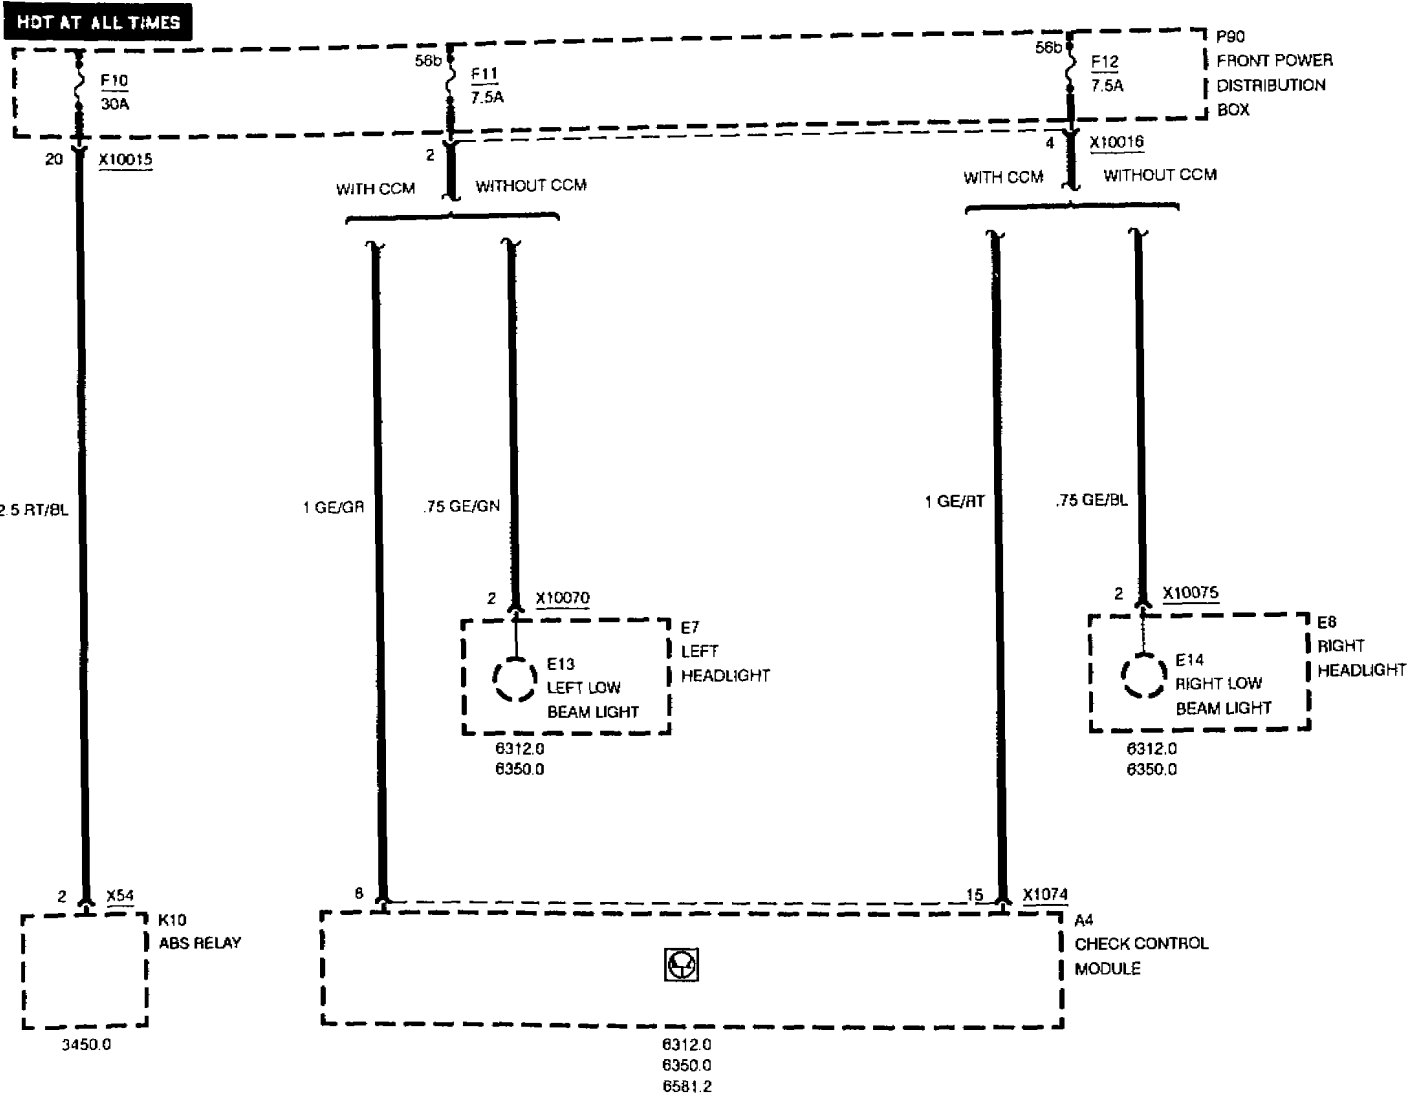 HOT AT ALL TIMES
F10
30A
56b
F11
7.5A
56b
F12
7.5A
P90
FRONT POWER
DISTRIBUTION
BOX
20
X10015
2
4
X10016
WITH CCM
WITHOUT CCM
WITH CCM
WITHOUT CCM
2.5 RT/BL
1 GE/GR
.75 GE/GN
1 GE/RT
.75 GE/BL
2
X10070
2
X10075
E7
LEFT
HEADLIGHT
E13
LEFT LOW
BEAM LIGHT
6312.0
6350.0
E8
RIGHT
HEADLIGHT
E14
RIGHT LOW
BEAM LIGHT
6312.0
6350.0
2
X54
K10
ABS RELAY
3450.0
8
15
X1074
A4
CHECK CONTROL
MODULE
6312.0
6350.0
6581.2